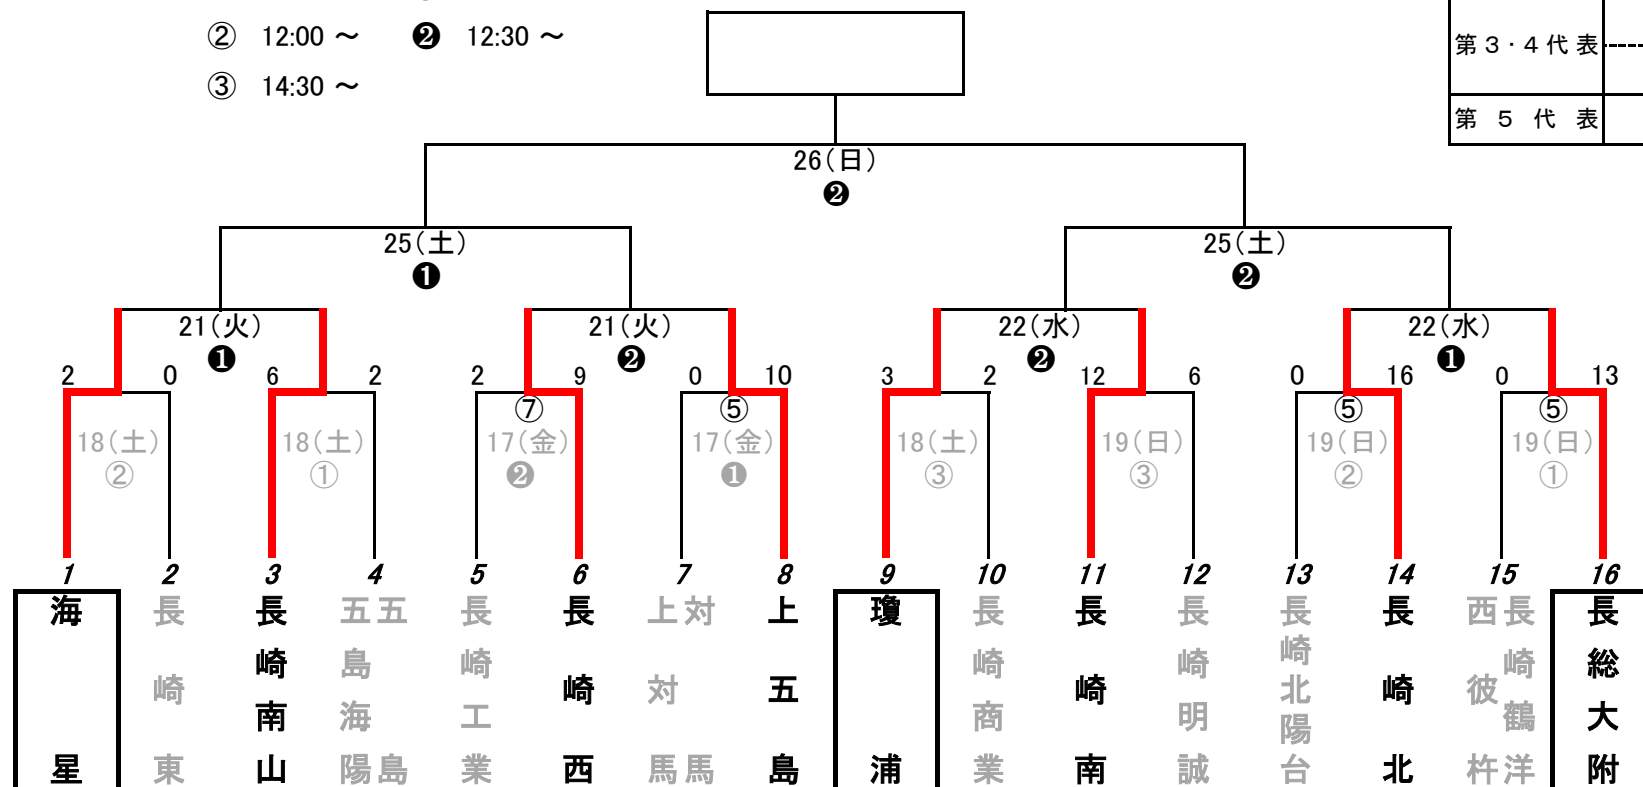 ② 12:00 ～ ❷ 12:30 ～
③ 14:30 ～
第3・4代表
第5代表
26(日)
❷
25(土) 25(土)
❶ ❷
21(火) 21(火) 22(水) 22(水)
❶ ❷ ❷ ❶
2 0 6 2 2 9 0 10 3 2 12 6 0 16 0 13
⑦ ⑤ ⑤ ⑤
18(土) 18(土) 17(金) 17(金) 18(土) 19(日) 19(日) 19(日)
② ① ❷ ❶ ③ ③ ② ①
1 2 3 4 5 6 7 8 9 10 11 12 13 14 15 16
海星
長崎東
長崎南山
五島海陽
五島
長崎工業
長崎西
上対馬
対馬
上五島
瓊浦
長崎商業
長崎南
長崎明誠
長崎北陽台
長崎北
西彼杵
長崎鶴洋
長総大附